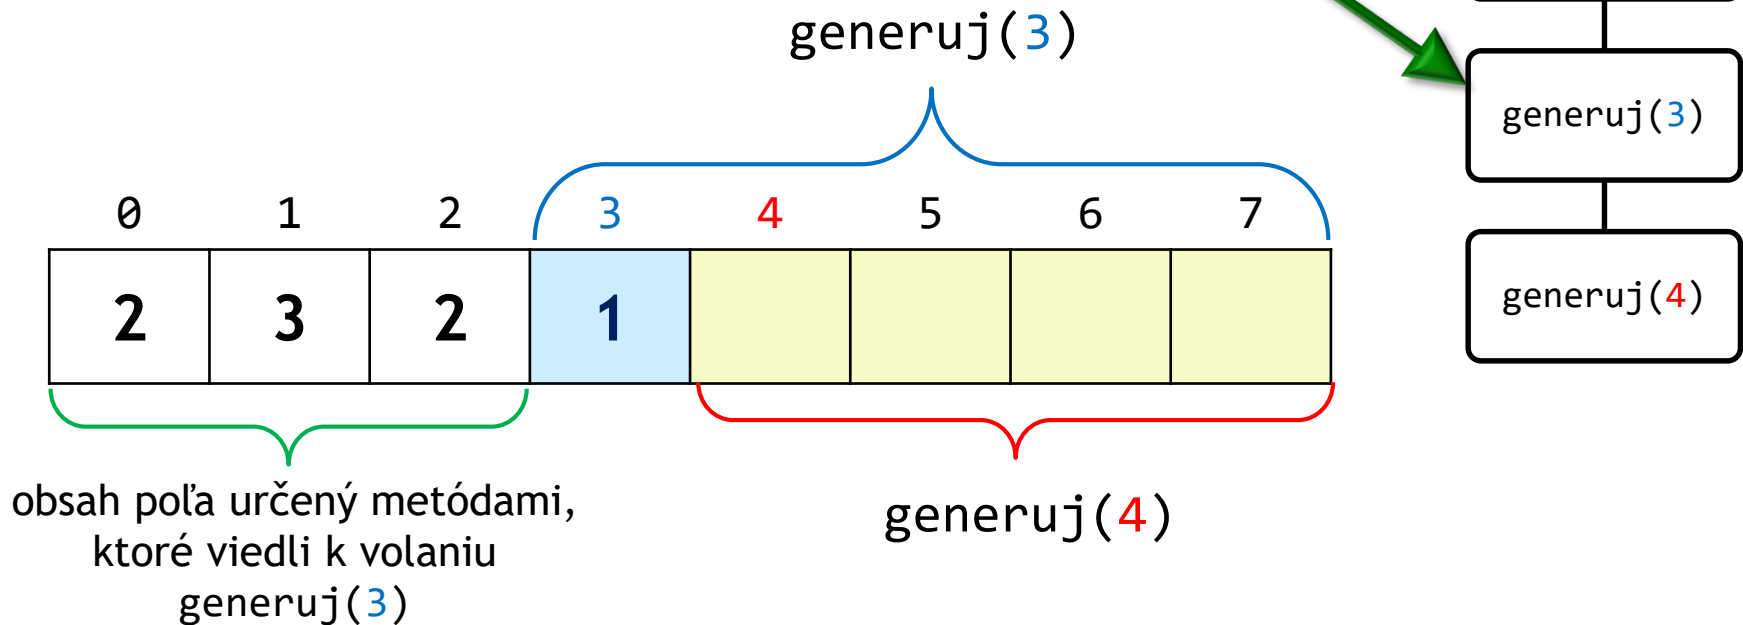 generuj(3)
generuj(3)
0 1 2 3 4 5 6 7
2 3 2 1
generuj(4)
obsah poľa určený metódami,
ktoré viedli k volaniu
generuj(3)
generuj(4)